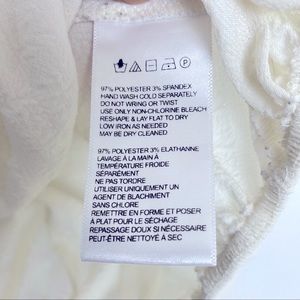 97% POLYESTER 3% SPANDEX
HAND WASH COLD SEPARATELY
DO NOT WRING OR TWIST
USE ONLY NON-CHLORINE BLEACH
RESHAPE & LAY FLAT TO DRY
LOW IRON AS NEEDED
MAY BE DRY CLEANED
97% POLYESTER 3% ELATHANNE
LAVAGE À LA MAIN À
TEMPÉRATURE FROIDE
SÉPARÉMENT
NE PAS TORDRE
UTILISER UNIQUEMENT UN
AGENT DE BLACHIMENT
SANS CHLORE
REMETTRE EN FORME ET POSER
À PLAT POUR LE SÉCHAGE
REPASSAGE DOUX SI NÉCESSAIRE
PEUT-ÊTRE NETTOYÉ À SEC